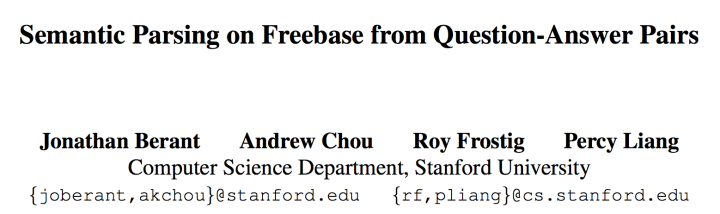 Semantic Parsing on Freebase from Question-Answer Pairs
Jonathan Berant Andrew Chou Roy Frostig Percy Liang
Computer Science Department, Stanford University
{joberant,akchou}@stanford.edu {rf,pliang}@cs.stanford.edu